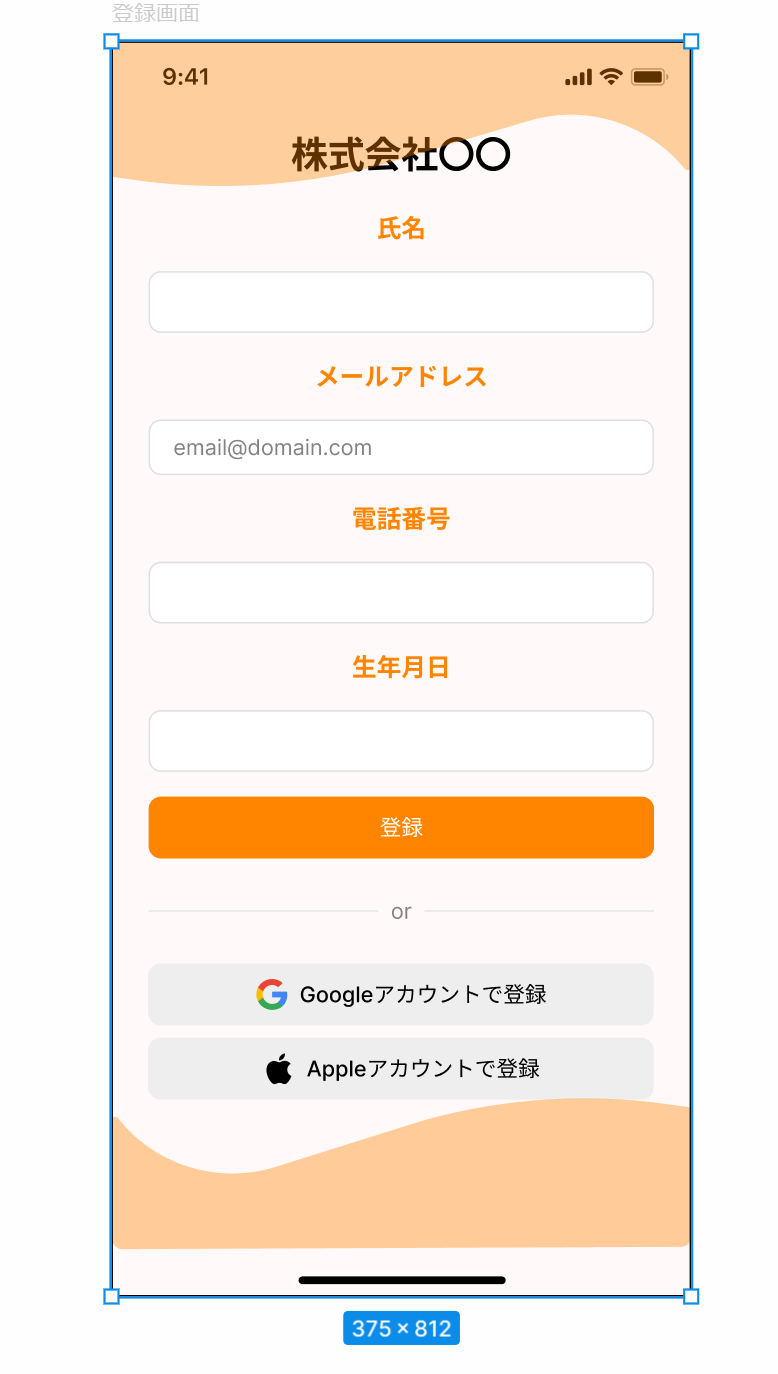 登録画面
9:41
株式会社〇〇
氏名
メールアドレス
email@domain.com
電話番号
生年月日
登録
or
Googleアカウントで登録
Appleアカウントで登録
375 × 812